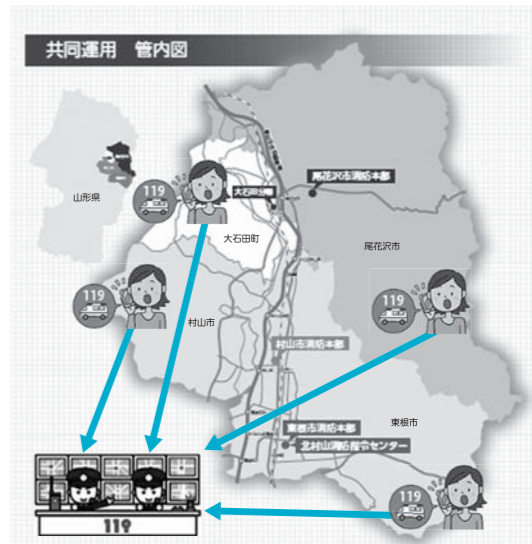 共同運用　管内図
山形県
119
大石田分署
尾花沢市消防本部
大石田町
尾花沢市
119
村山市
119
村山市消防本部
東根市消防本部
東根市
北村山消防指令センター
119
119